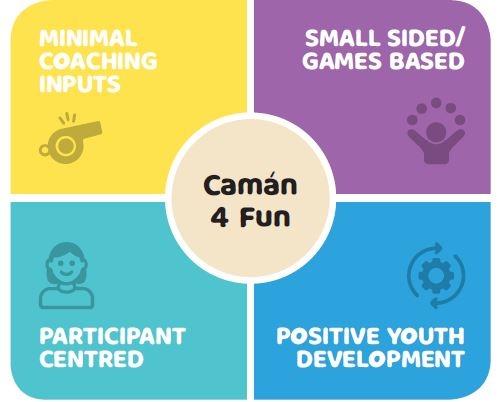 MINIMAL
COACHING
INPUTS
SMALL SIDED/
GAMES BASED
Camán
4 Fun
PARTICIPANT
CENTRED
POSITIVE YOUTH
DEVELOPMENT